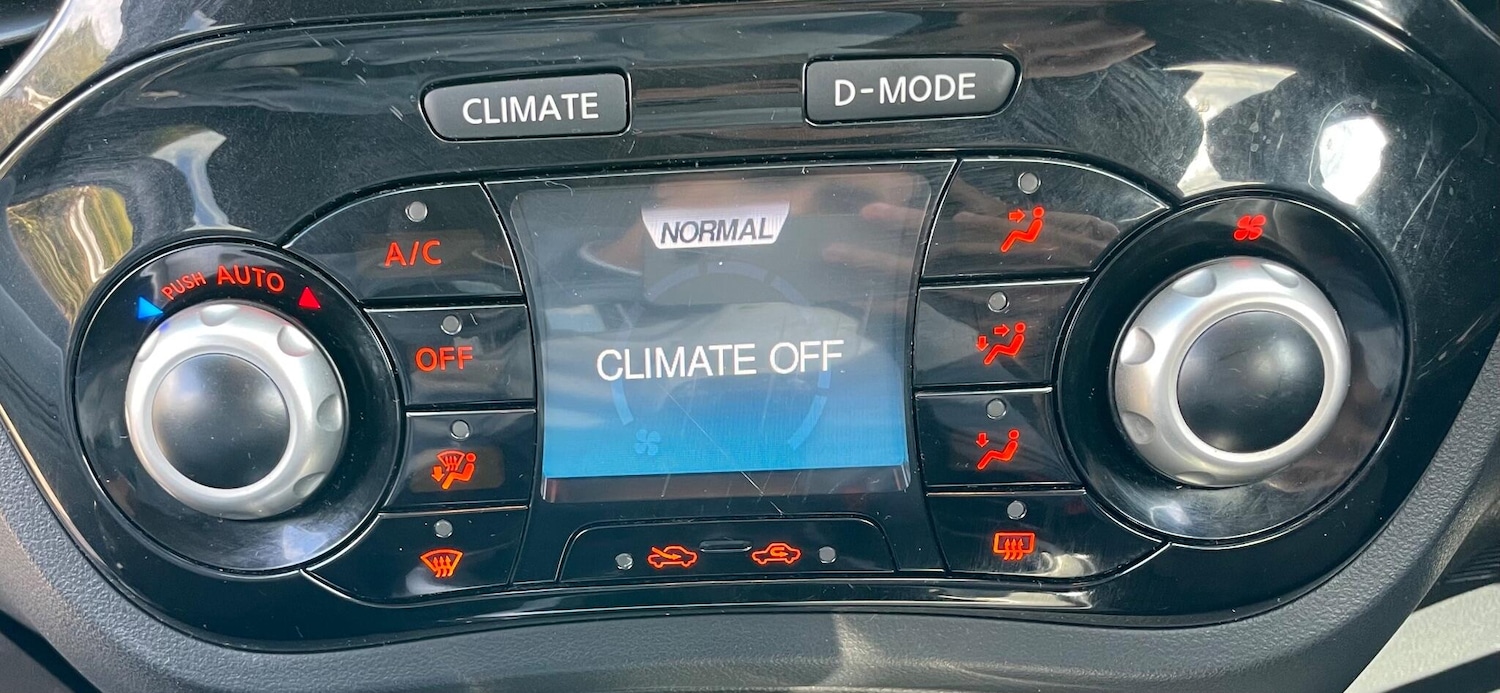 CLIMATE
D-MODE
NORMAL
A/C
PUSH AUTO
OFF
CLIMATE OFF